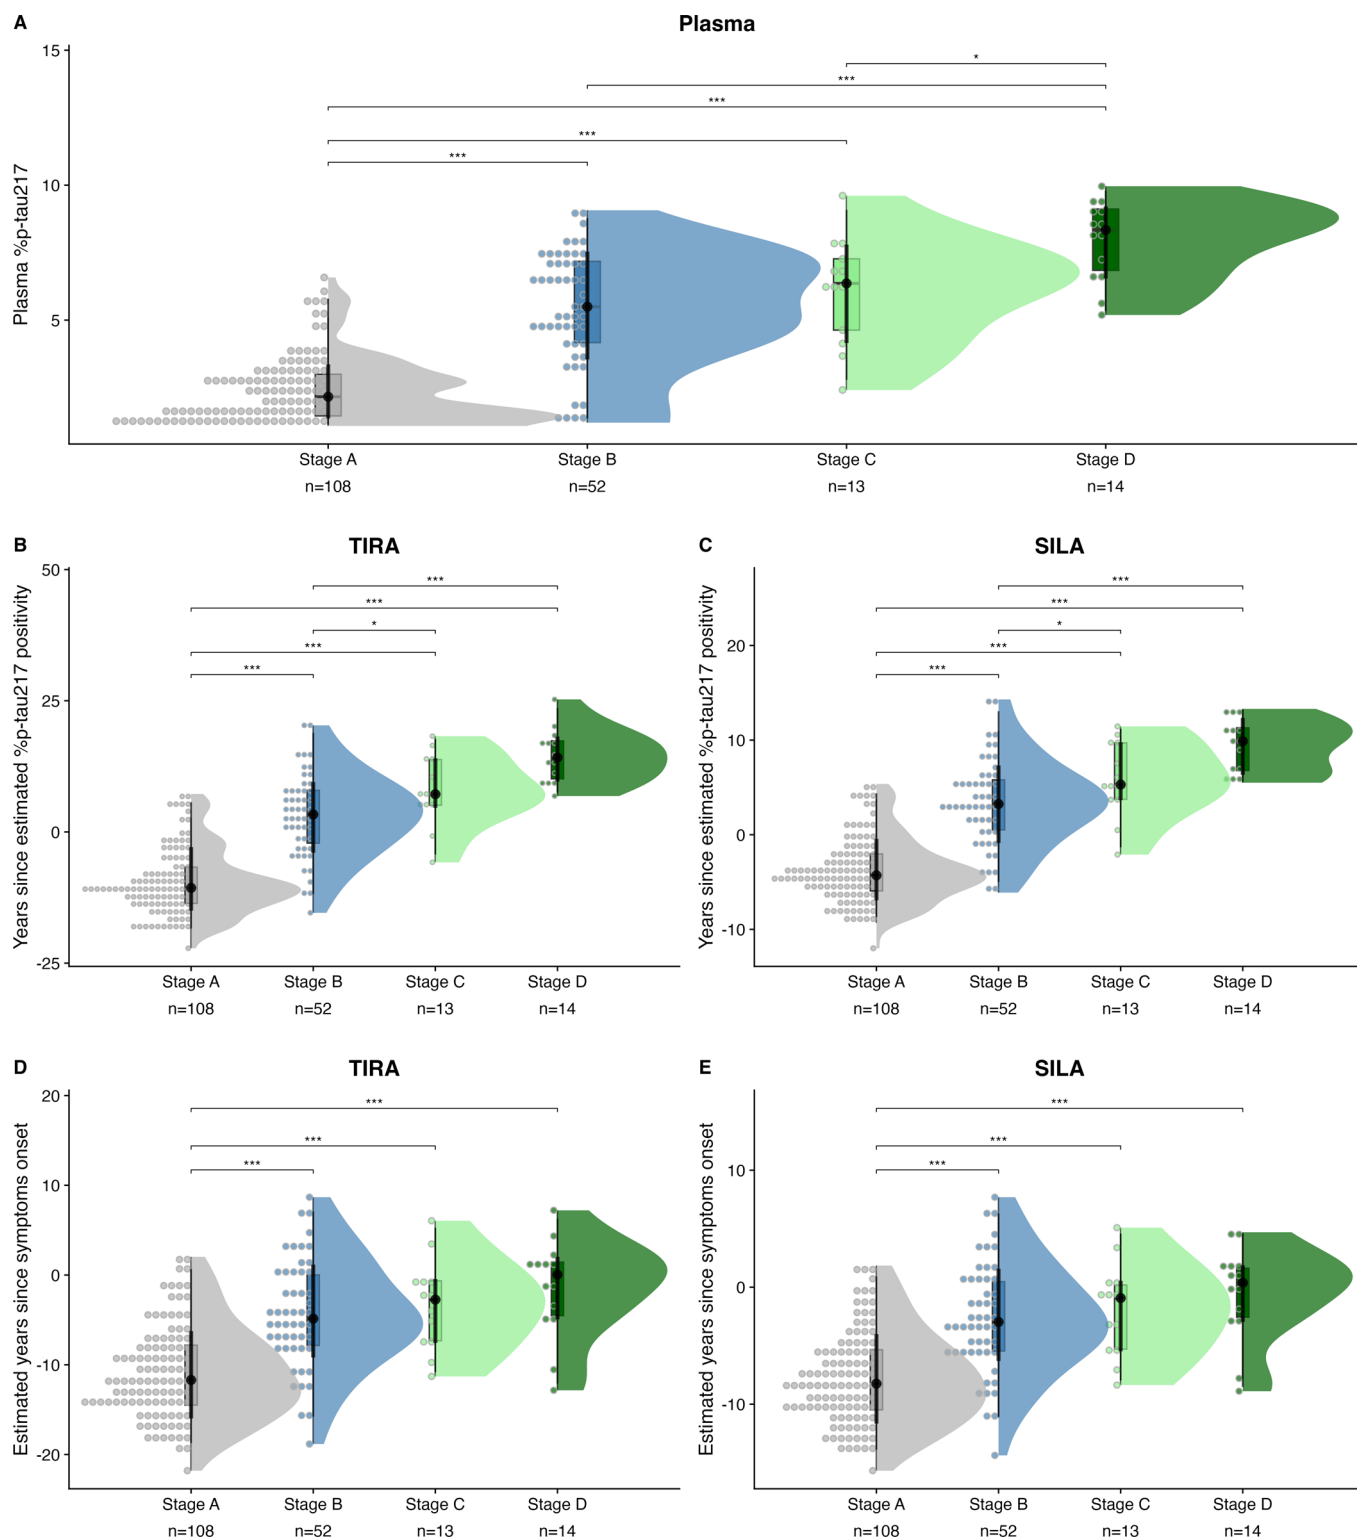 A
Plasma
Plasma %p-tau217
15
10
5
*
***
***
***
***
Stage A
Stage B
Stage C
Stage D
n=108
n=52
n=13
n=14
B
TIRA
Years since estimated %p-tau217 positivity
50
25
0
-25
***
***
*
***
***
Stage A
Stage B
Stage C
Stage D
n=108
n=52
n=13
n=14
C
SILA
Years since estimated %p-tau217 positivity
20
10
0
-10
***
***
*
***
***
Stage A
Stage B
Stage C
Stage D
n=108
n=52
n=13
n=14
D
TIRA
Estimated years since symptoms onset
20
10
0
-10
-20
***
***
***
Stage A
Stage B
Stage C
Stage D
n=108
n=52
n=13
n=14
E
SILA
Estimated years since symptoms onset
10
0
-10
***
***
***
Stage A
Stage B
Stage C
Stage D
n=108
n=52
n=13
n=14